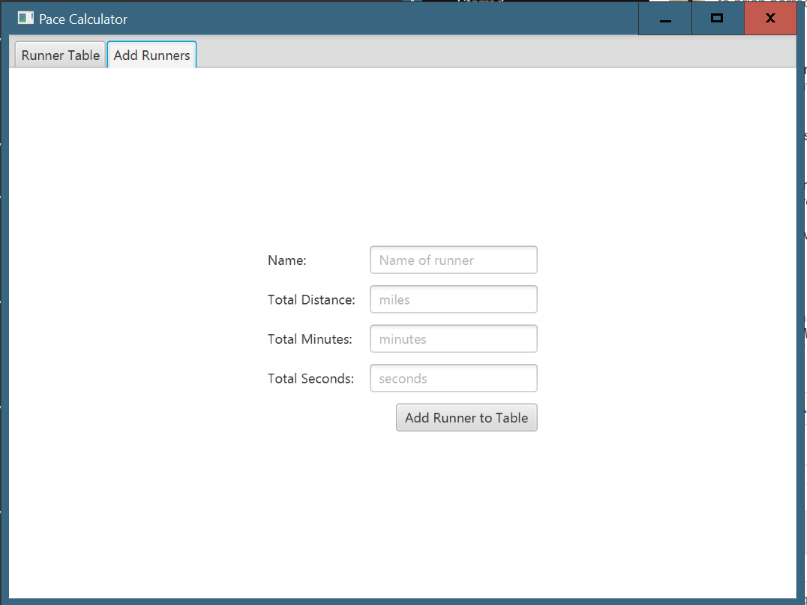 Pace Calculator
Runner Table Add Runners
Name: Name of runner
Total Distance: miles
Total Minutes: minutes
Total Seconds: seconds
Add Runner to Table